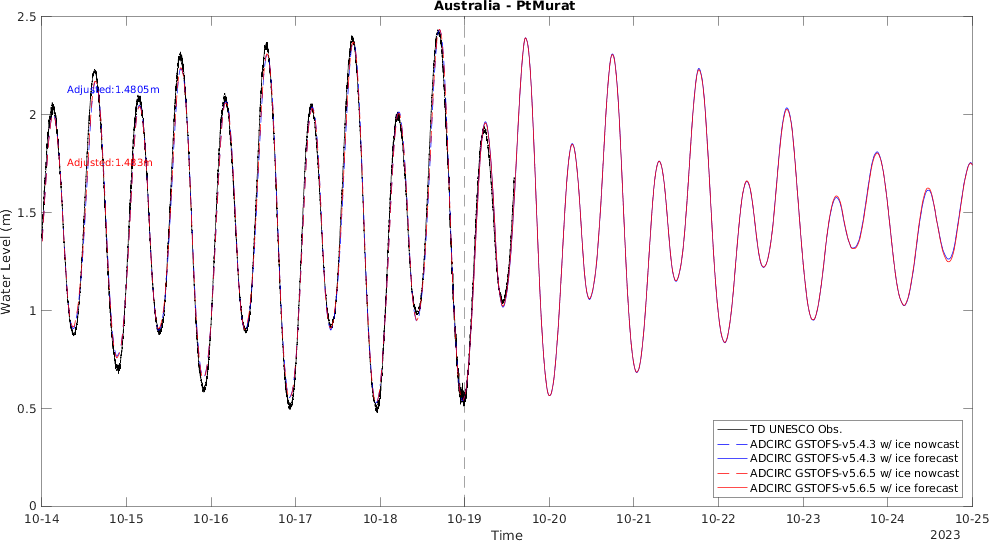 Australia - PtMurat
2.5
2
1.5
1
0.5
0
Water Level (m)
Adjusted:1.4805m
Adjusted:1.483m
TD UNESCO Obs.
ADCIRC GSTOFS-v5.4.3 w/ ice nowcast
ADCIRC GSTOFS-v5.4.3 w/ ice forecast
ADCIRC GSTOFS-v5.6.5 w/ ice nowcast
ADCIRC GSTOFS-v5.6.5 w/ ice forecast
10-14 10-15 10-16 10-17 10-18 10-19 10-20 10-21 10-22 10-23 10-24 10-25
Time
2023